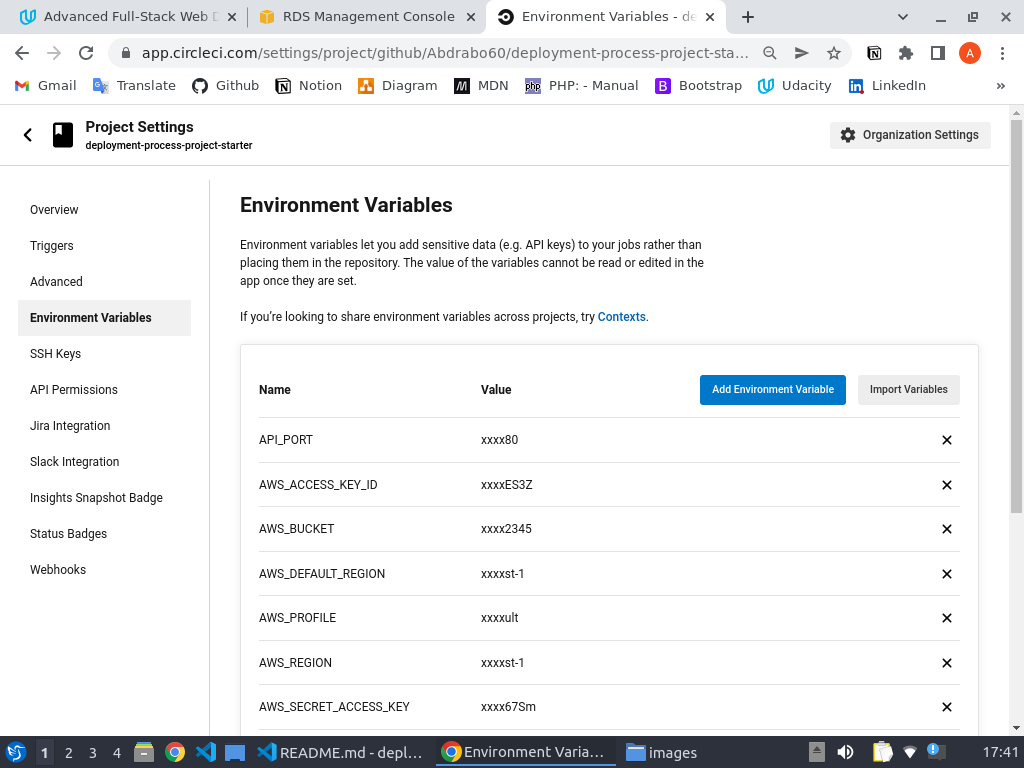 Advanced Full-Stack Web D
RDS Management Console
Environment Variables - de
app.circleci.com/settings/project/github/Abdrabo60/deployment-process-project-sta...
A
Gmail
Translate
Github
Notion
Diagram
MDN
PHP: - Manual
Bootstrap
Udacity
LinkedIn
»
Project Settings
deployment-process-project-starter
Organization Settings
Overview
Triggers
Advanced
Environment Variables
SSH Keys
API Permissions
Jira Integration
Slack Integration
Insights Snapshot Badge
Status Badges
Webhooks
Environment Variables
Environment variables let you add sensitive data (e.g. API keys) to your jobs rather than
placing them in the repository. The value of the variables cannot be read or edited in the
app once they are set.
If you’re looking to share environment variables across projects, try Contexts.
Name Value Add Environment Variable Import Variables
API_PORT xxxx80
AWS_ACCESS_KEY_ID xxxxES3Z
AWS_BUCKET xxxx2345
AWS_DEFAULT_REGION xxxxst-1
AWS_PROFILE xxxxult
AWS_REGION xxxxst-1
AWS_SECRET_ACCESS_KEY xxxx67Sm
1 2 3 4
README.md - depl...
Environment Varia...
images
17:41